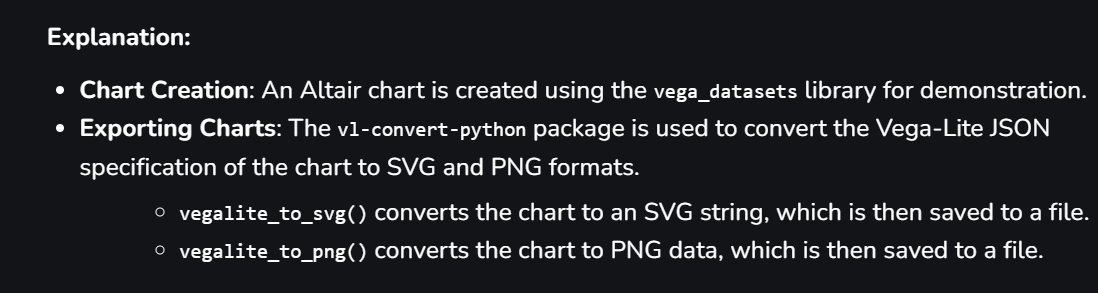 Explanation:
• Chart Creation: An Altair chart is created using the vega_datasets library for demonstration.
• Exporting Charts: The vl-convert-python package is used to convert the Vega-Lite JSON
specification of the chart to SVG and PNG formats.
○ vegalite_to_svg() converts the chart to an SVG string, which is then saved to a file.
○ vegalite_to_png() converts the chart to PNG data, which is then saved to a file.